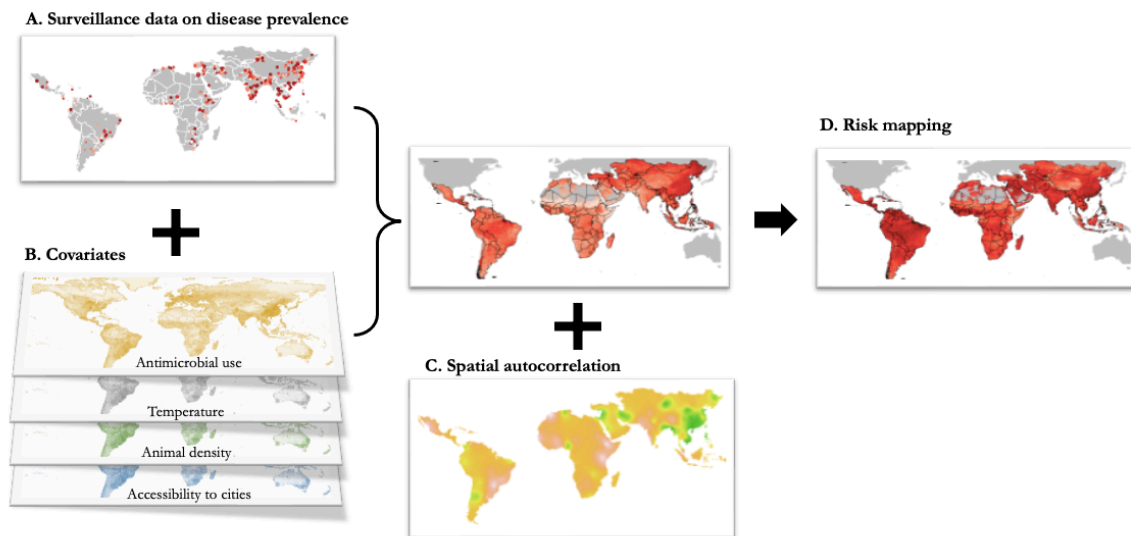 A. Surveillance data on disease prevalence
B. Covariates
Antimicrobial use
Temperature
Animal density
Accessibility to cities
C. Spatial autocorrelation
D. Risk mapping